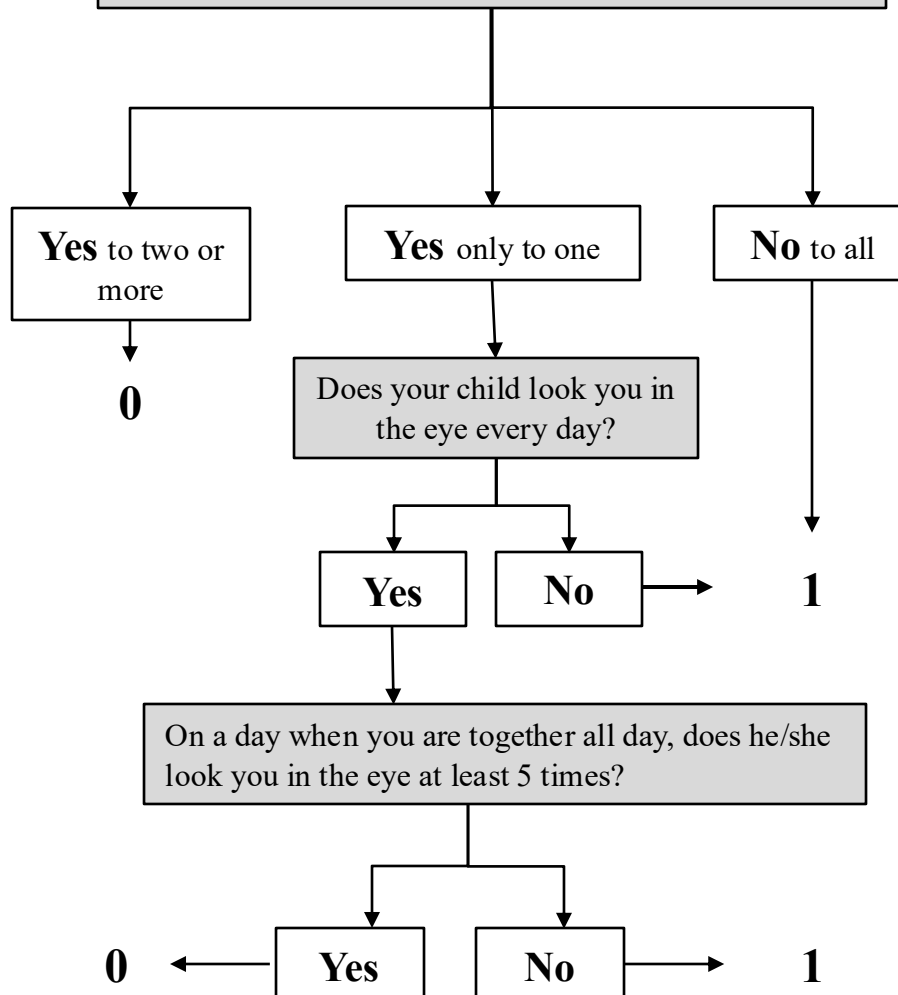 Yes to two or
more
Yes only to one
No to all
0
Does your child look you in
the eye every day?
Yes
No
1
On a day when you are together all day, does he/she
look you in the eye at least 5 times?
0
Yes
No
1